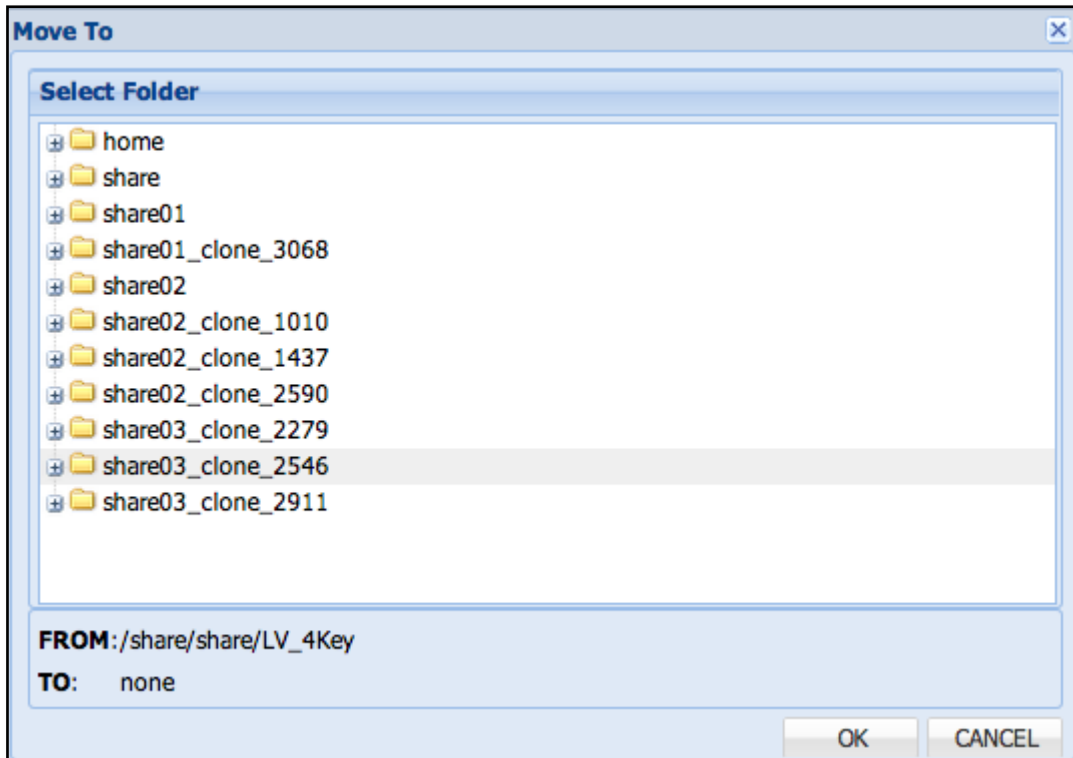 Move To
Select Folder
home
share
share01
share01_clone_3068
share02
share02_clone_1010
share02_clone_1437
share02_clone_2590
share03_clone_2279
share03_clone_2546
share03_clone_2911
FROM:/share/share/LV_4Key
TO: none
OK CANCEL